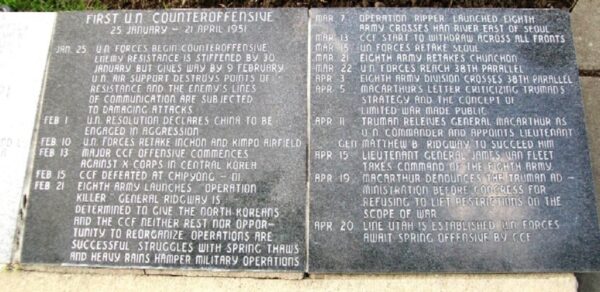 FIRST U.N. COUNTEROFFENSIVE
25 JANUARY - 21 APRIL 1951
JAN. 25 U.N. FORCES BEGIN COUNTEROFFENSIVE
ENEMY RESISTANCE IS STIFFENED BY 30
JANUARY BUT GIVES WAY BY 9 FEBRUARY
U.N. AIR SUPPORT DESTROYS POINTS OF
RESISTANCE AND THE ENEMY'S LINES
OF COMMUNICATION ARE SUBJECTED
TO DAMAGING ATTACKS
FEB 1 U.N. RESOLUTION DECLARES CHINA TO BE
ENGAGED IN AGGRESSION
FEB 10 U.N. FORCES RETAKE INCHON AND KIMPO AIRFIELD
FEB 13 MAJOR CCF OFFENSIVE COMMENCES
AGAINST X CORPS IN CENTRAL KOREA
FEB 15 CCF DEFEATED AT CHIPYONG - NI
FEB 21 EIGHTH ARMY LAUNCHES "OPERATION
KILLER" GENERAL RIDGWAY IS
DETERMINED TO GIVE THE NORTH KOREANS
AND THE CCF NEITHER REST NOR OPPOR-
TUNITY TO REORGANIZE OPERATIONS ARE
SUCCESSFUL STRUGGLES WITH SPRING THAWS
AND HEAVY RAINS HAMPER MILITARY OPERATIONS
MAR 7 OPERATION RIPPER LAUNCHED EIGHTH
ARMY CROSSES HAN RIVER EAST OF SEOUL
MAR 13 CCF START TO WITHDRAW ACROSS ALL FRONTS
MAR 15 UN FORCES RETAKE SEOUL
MAR 21 EIGHTH ARMY RETAKES CHUNCHON
MAR 22 U.N. FORCES REACH 38TH PARALLEL
APR 3 EIGHTH ARMY DIVISION CROSSES 38TH PARALLEL
APR 5 MACARTHUR'S LETTER CRITICIZING TRUMAN'S
STRATEGY AND THE CONCEPT OF
LIMITED WAR MADE PUBLIC
APR 11 TRUMAN RELIEVES GENERAL MACARTHUR AS
U.N. COMMANDER AND APPOINTS LIEUTENANT
GEN MATTHEW B RIDGWAY TO SUCCEED HIM
APR 15 LIEUTENANT GENERAL JAMES VAN FLEET
TAKES COMMAND OF THE EIGHTH ARMY
APR 19 MACARTHUR DENOUNCES THE TRUMAN AD -
MINISTRATION BEFORE CONGRESS FOR
REFUSING TO LIFT RESTRICTIONS ON THE
SCOPE OF WAR
APR. 20 LINE UTAH IS ESTABLISHED U.N. FORCES
AWAIT SPRING OFFENSIVE BY CCF